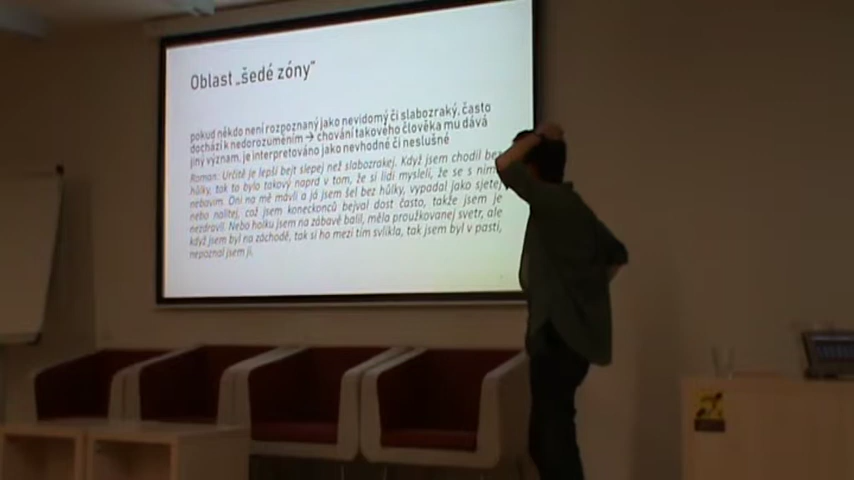 Oblast „šedé zóny"
pokud někdo není rozpoznaný jako nevidomý či slabozraký, často
dochází k nedorozuměním → chování takového člověka mu dává
jiný význam, je interpretováno jako nevhodné či neslušné
Roman: Určitě je lepší bejt slepej než slabozrakej. Když jsem chodil bez
hůlky, tak to bylo takový naprd v tom, že si lidi mysleli, že se s nimi
nebavim. Oni na mě mávli a já jsem šel bez hůlky, vypadal jako sjetej
nebo nalitej, což jsem koneckonců bejval dost často, takže jsem je
nezdravil. Nebo holku jsem na zábavě balil, měla proužkovanej svetr, ale
když jsem byl na záchodě, tak si ho mezi tím svlíkla, tak jsem byl v pasti,
nepoznal jsem ji.